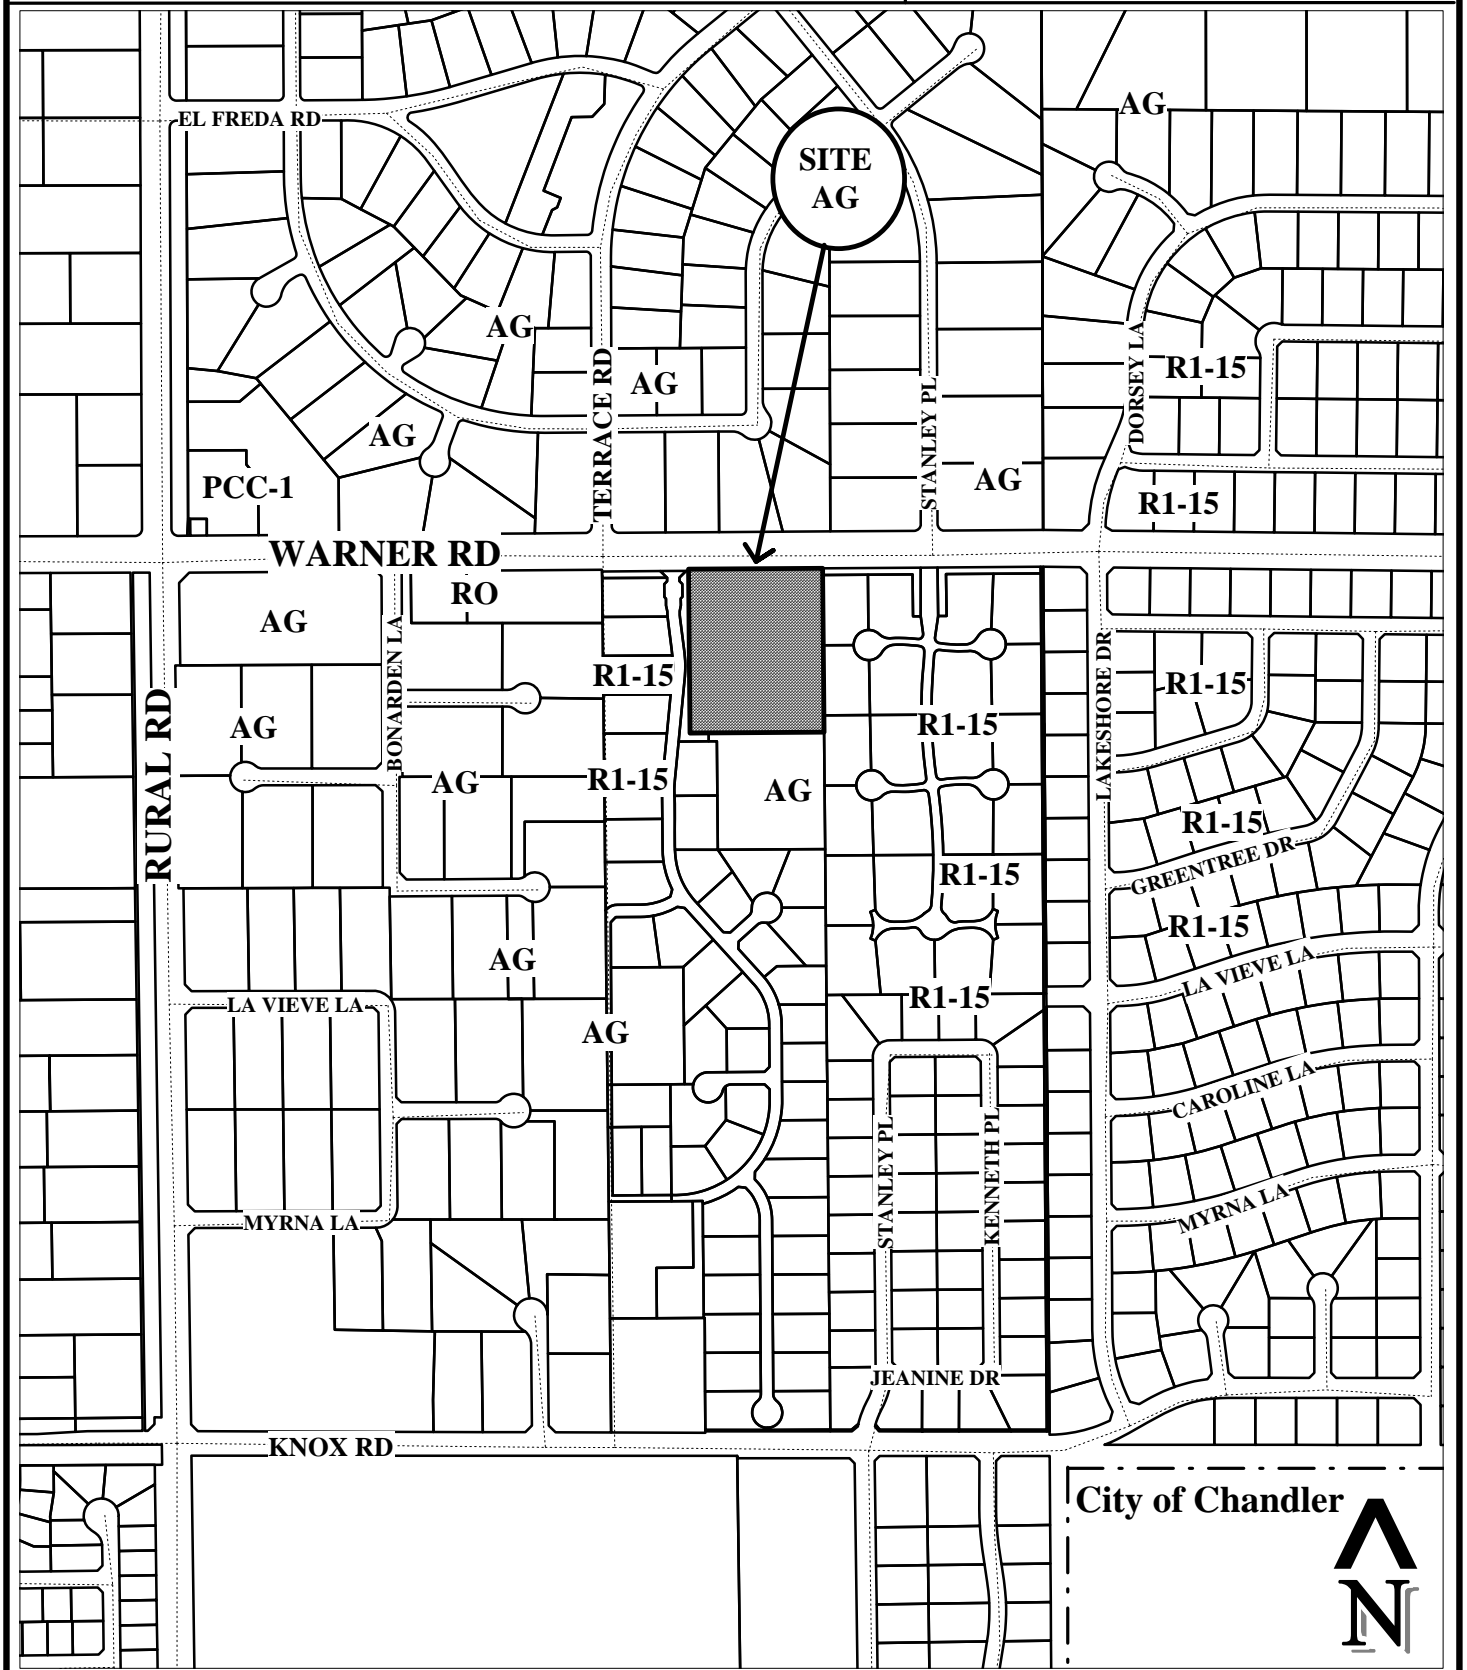 AG
EL FREDA RD
SITE
AG
AG
TERRACE RD
AG
STANLEY PL
DORSEY LA
R1-15
AG
PCC-1
AG
R1-15
WARNER RD
RO
AG
BONARDEN LA
R1-15
LAKESHORE DR
R1-15
RURAL RD
AG
R1-15
AG
R1-15
AG
R1-15
GREENTREE DR
R1-15
R1-15
AG
LA VIEVE LA
R1-15
LA VIEVE LA
AG
CAROLINE LA
STANLEY PL
KENNETH PL
MYRNA LA
MYRNA LA
JEANINE DR
KNOX RD
City of Chandler
N